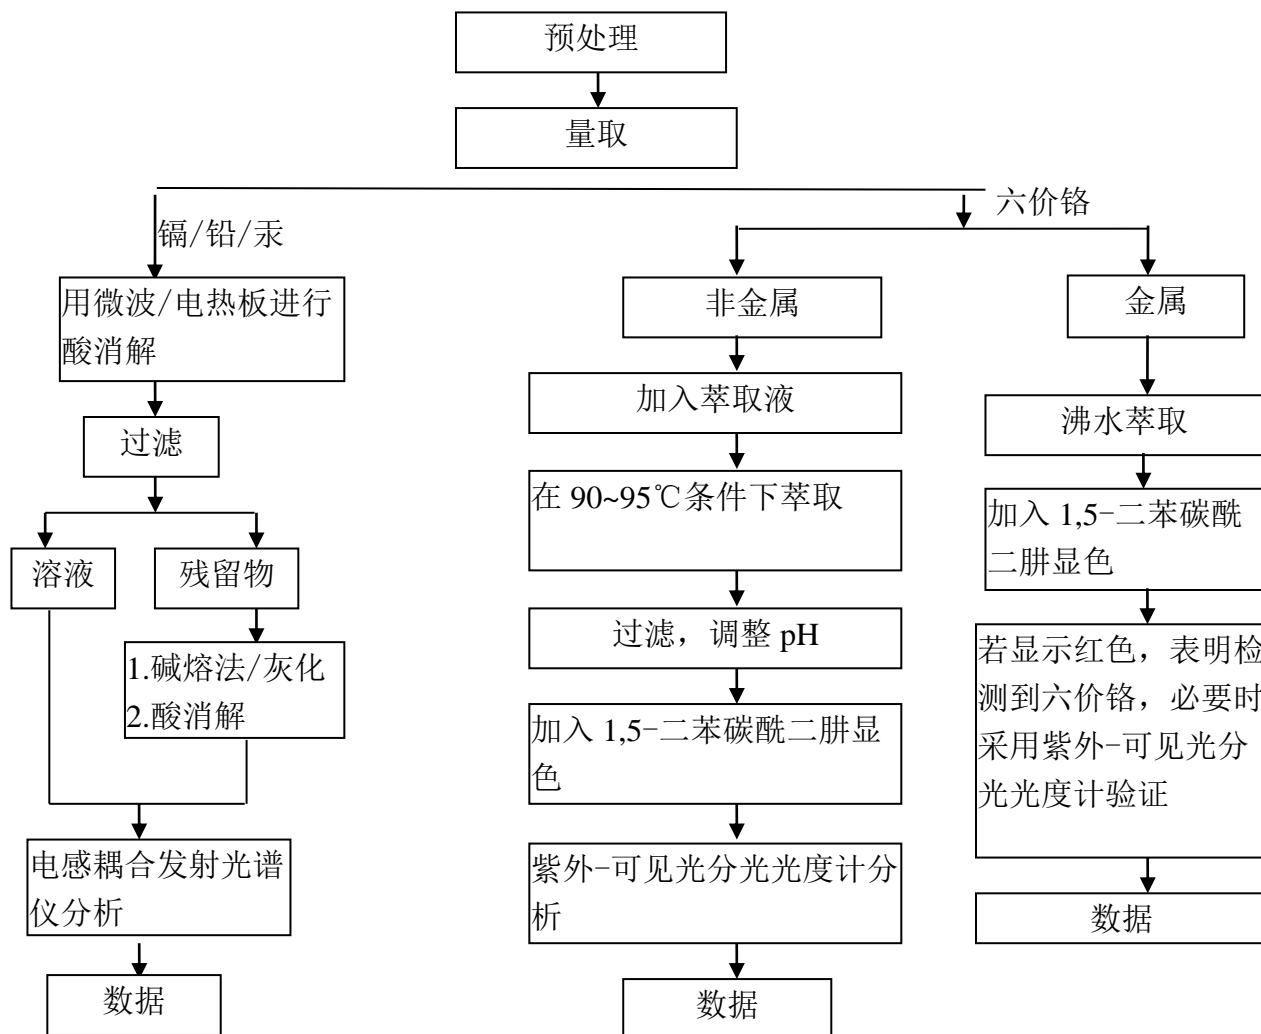 预处理
量取
镉/铅/汞
六价铬
用微波/电热板进行
酸消解
过滤
溶液
残留物
1.碱熔法/灰化
2.酸消解
电感耦合发射光谱
仪分析
数据
非金属
加入萃取液
在 90~95℃条件下萃取
过滤，调整 pH
加入 1,5-二苯碳酰二肼显
色
紫外-可见光分光光度计分
析
数据
金属
沸水萃取
加入 1,5-二苯碳酰
二肼显色
若显示红色，表明检
测到六价铬，必要时
采用紫外-可见光分
光光度计验证
数据